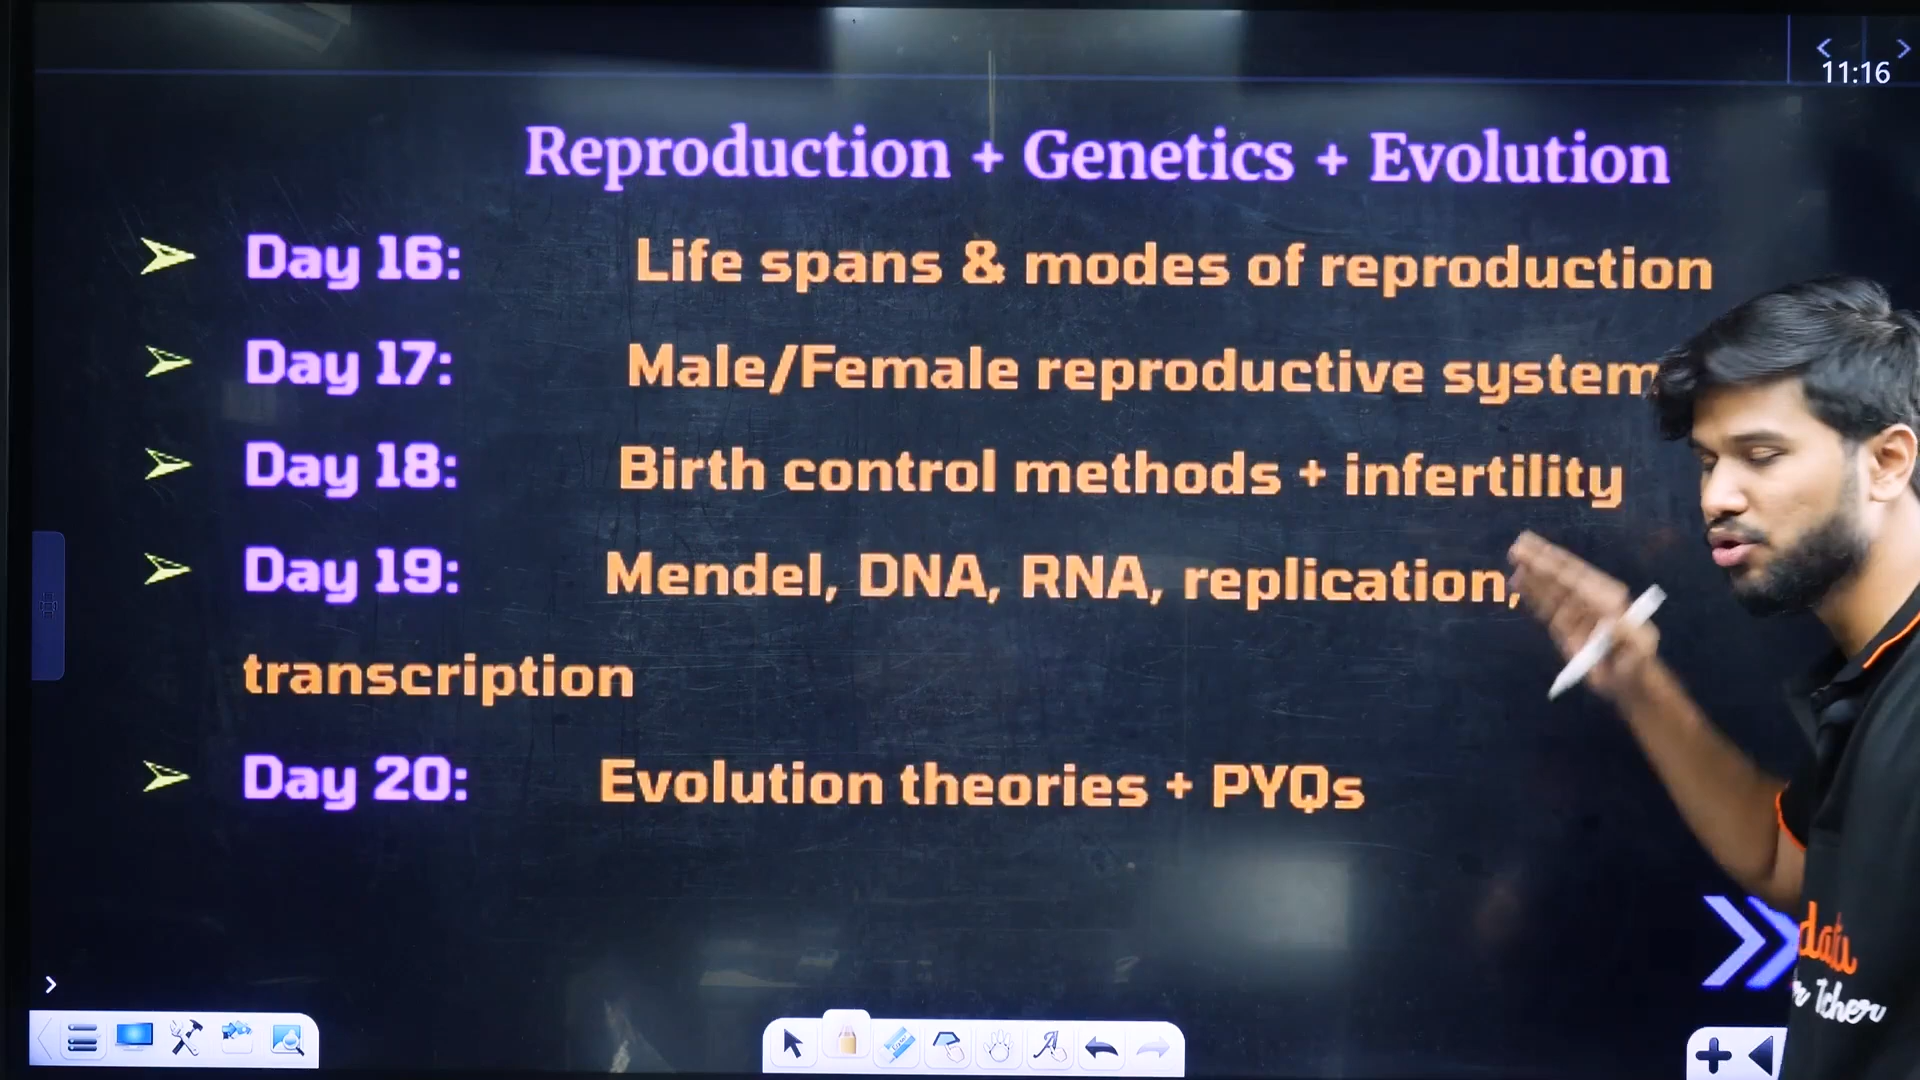 11:16
Reproduction + Genetics + Evolution
Day 16: Life spans & modes of reproduction
Day 17: Male/Female reproductive system
Day 18: Birth control methods + infertility
Day 19: Mendel, DNA, RNA, replication,
transcription
Day 20: Evolution theories + PYQs